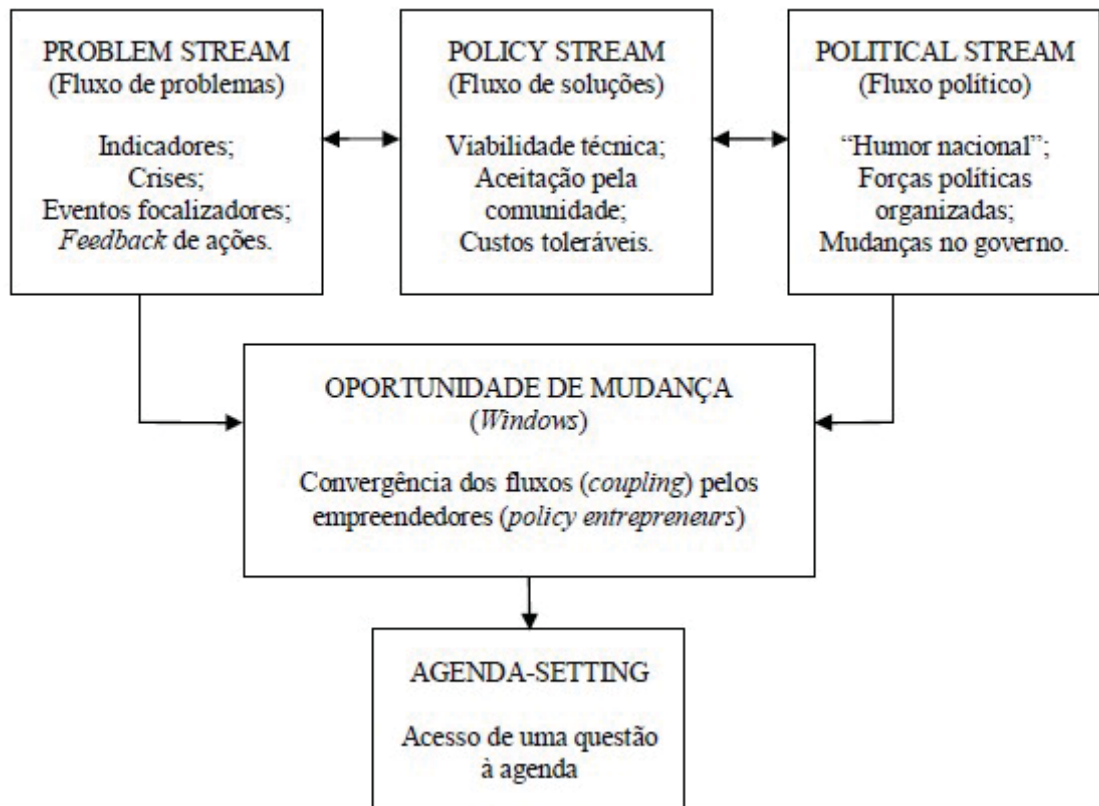 PROBLEM STREAM
(Fluxo de problemas)
Indicadores;
Crises;
Eventos focalizadores;
Feedback de ações.
POLICY STREAM
(Fluxo de soluções)
Viabilidade técnica;
Aceitação pela
comunidade;
Custos toleráveis.
POLITICAL STREAM
(Fluxo político)
“Humor nacional”;
Forças políticas
organizadas;
Mudanças no governo.
OPORTUNIDADE DE MUDANÇA
(Windows)
Convergência dos fluxos (coupling) pelos
empreendedores (policy entrepreneurs)
AGENDA-SETTING
Acesso de uma questão
à agenda